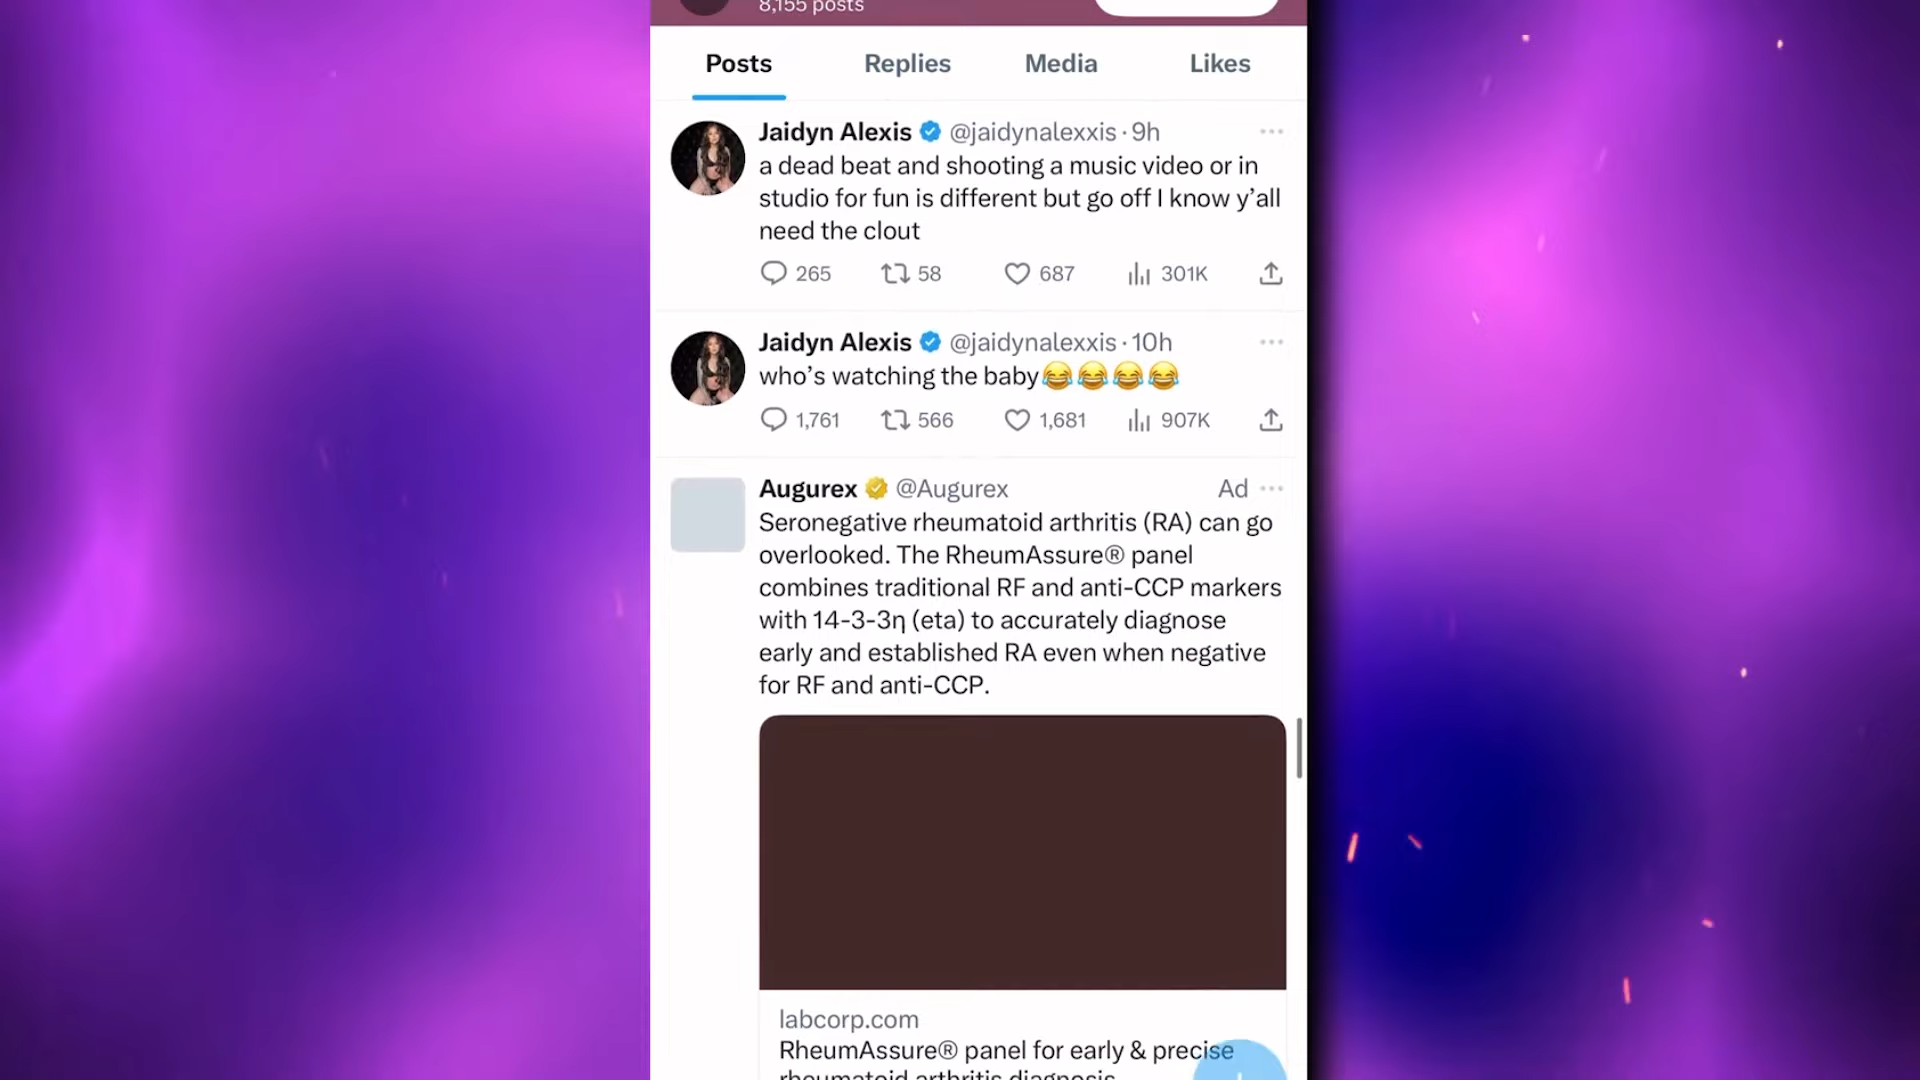 8,155 posts
Posts Replies Media Likes
Jaidyn Alexis @jaidynalexxis · 9h
a dead beat and shooting a music video or in
studio for fun is different but go off I know y’all
need the clout
265 58 687 301K
Jaidyn Alexis @jaidynalexxis · 10h
who’s watching the baby😂😂😂😂
1,761 566 1,681 907K
Augurex @Augurex Ad
Seronegative rheumatoid arthritis (RA) can go
overlooked. The RheumAssure® panel
combines traditional RF and anti-CCP markers
with 14-3-3η (eta) to accurately diagnose
early and established RA even when negative
for RF and anti-CCP.
labcorp.com
RheumAssure® panel for early & precise
rheumatoid arthritis diagnosis